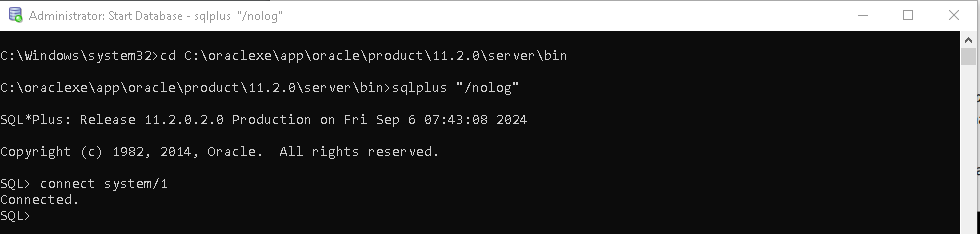 Administrator: Start Database - sqlplus "/nolog"
C:\Windows\system32>cd C:\oraclexe\app\oracle\product\11.2.0\server\bin
C:\oraclexe\app\oracle\product\11.2.0\server\bin>sqlplus "/nolog"
SQL*Plus: Release 11.2.0.2.0 Production on Fri Sep 6 07:43:08 2024
Copyright (c) 1982, 2014, Oracle.  All rights reserved.
SQL> connect system/1
Connected.
SQL>